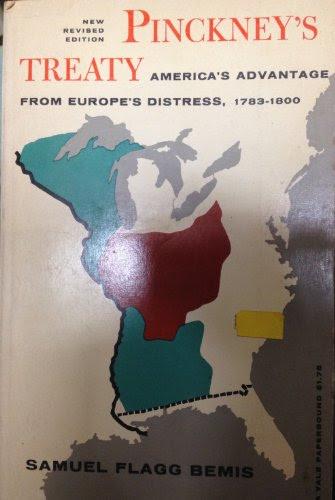 NEW
REVISED
EDITION
PINCKNEY'S
TREATY AMERICA'S ADVANTAGE
FROM EUROPE'S DISTRESS, 1783-1800
SAMUEL FLAGG BEMIS
YALE PAPERBOUND $1.75